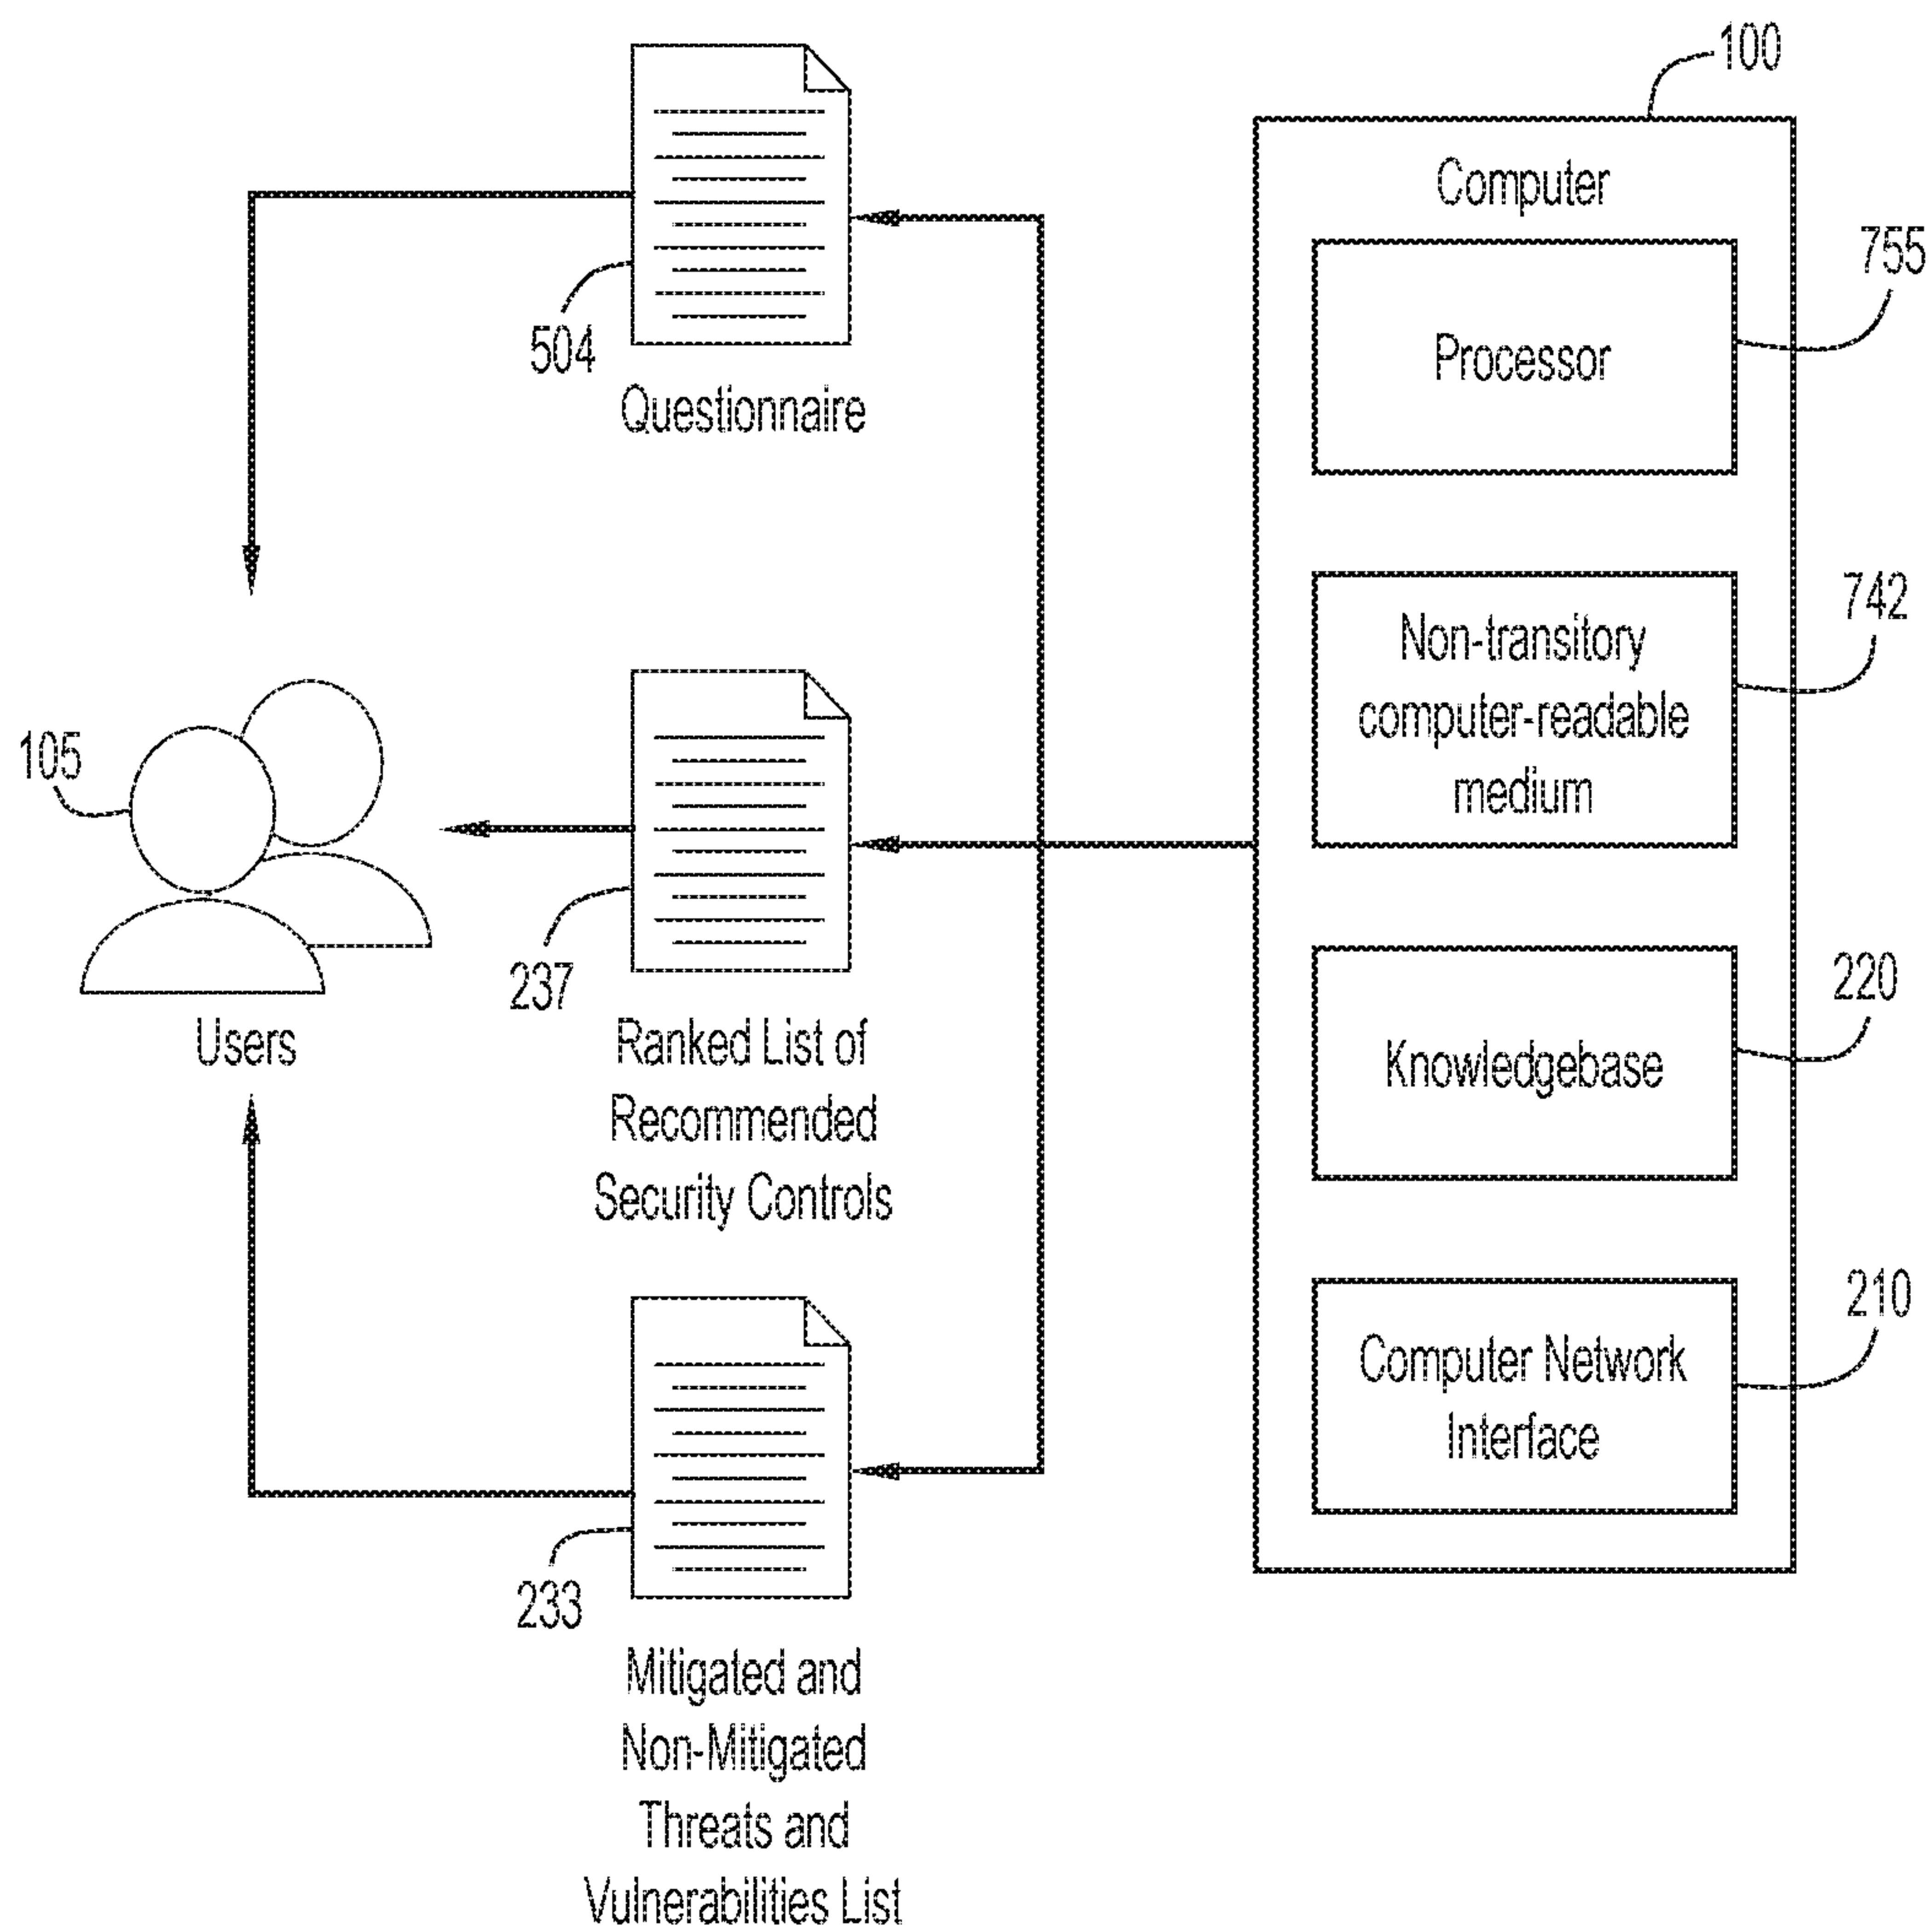 100
Computer
755
Processor
504
Questionnaire
742
Non-transitory
computer-readable
medium
105
Users
237
Ranked List of
Recommended
Security Controls
220
Knowledgebase
210
Computer Network
Interface
233
Mitigated and
Non-Mitigated
Threats and
Vulnerabilities List